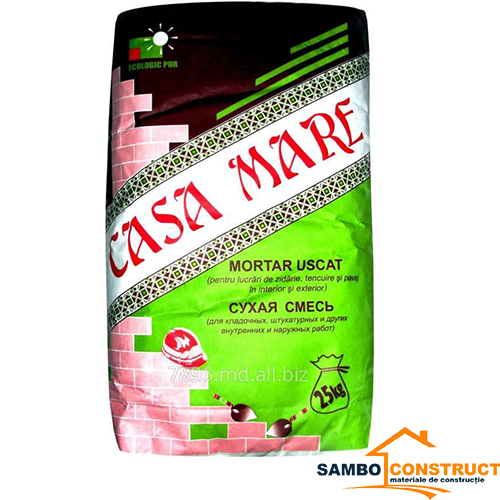 ECOLOGIC PUR
CASA MARE
MORTAR USCAT
(pentru lucrări de zidărie, tencuire și pavaj
în interior și exterior)
СУХАЯ СМЕСЬ
(для кладочных, штукатурных и других
внутренних и наружных работ)
7896.md.all.biz
25kg
SAMBO CONSTRUCT
materiale de construcție